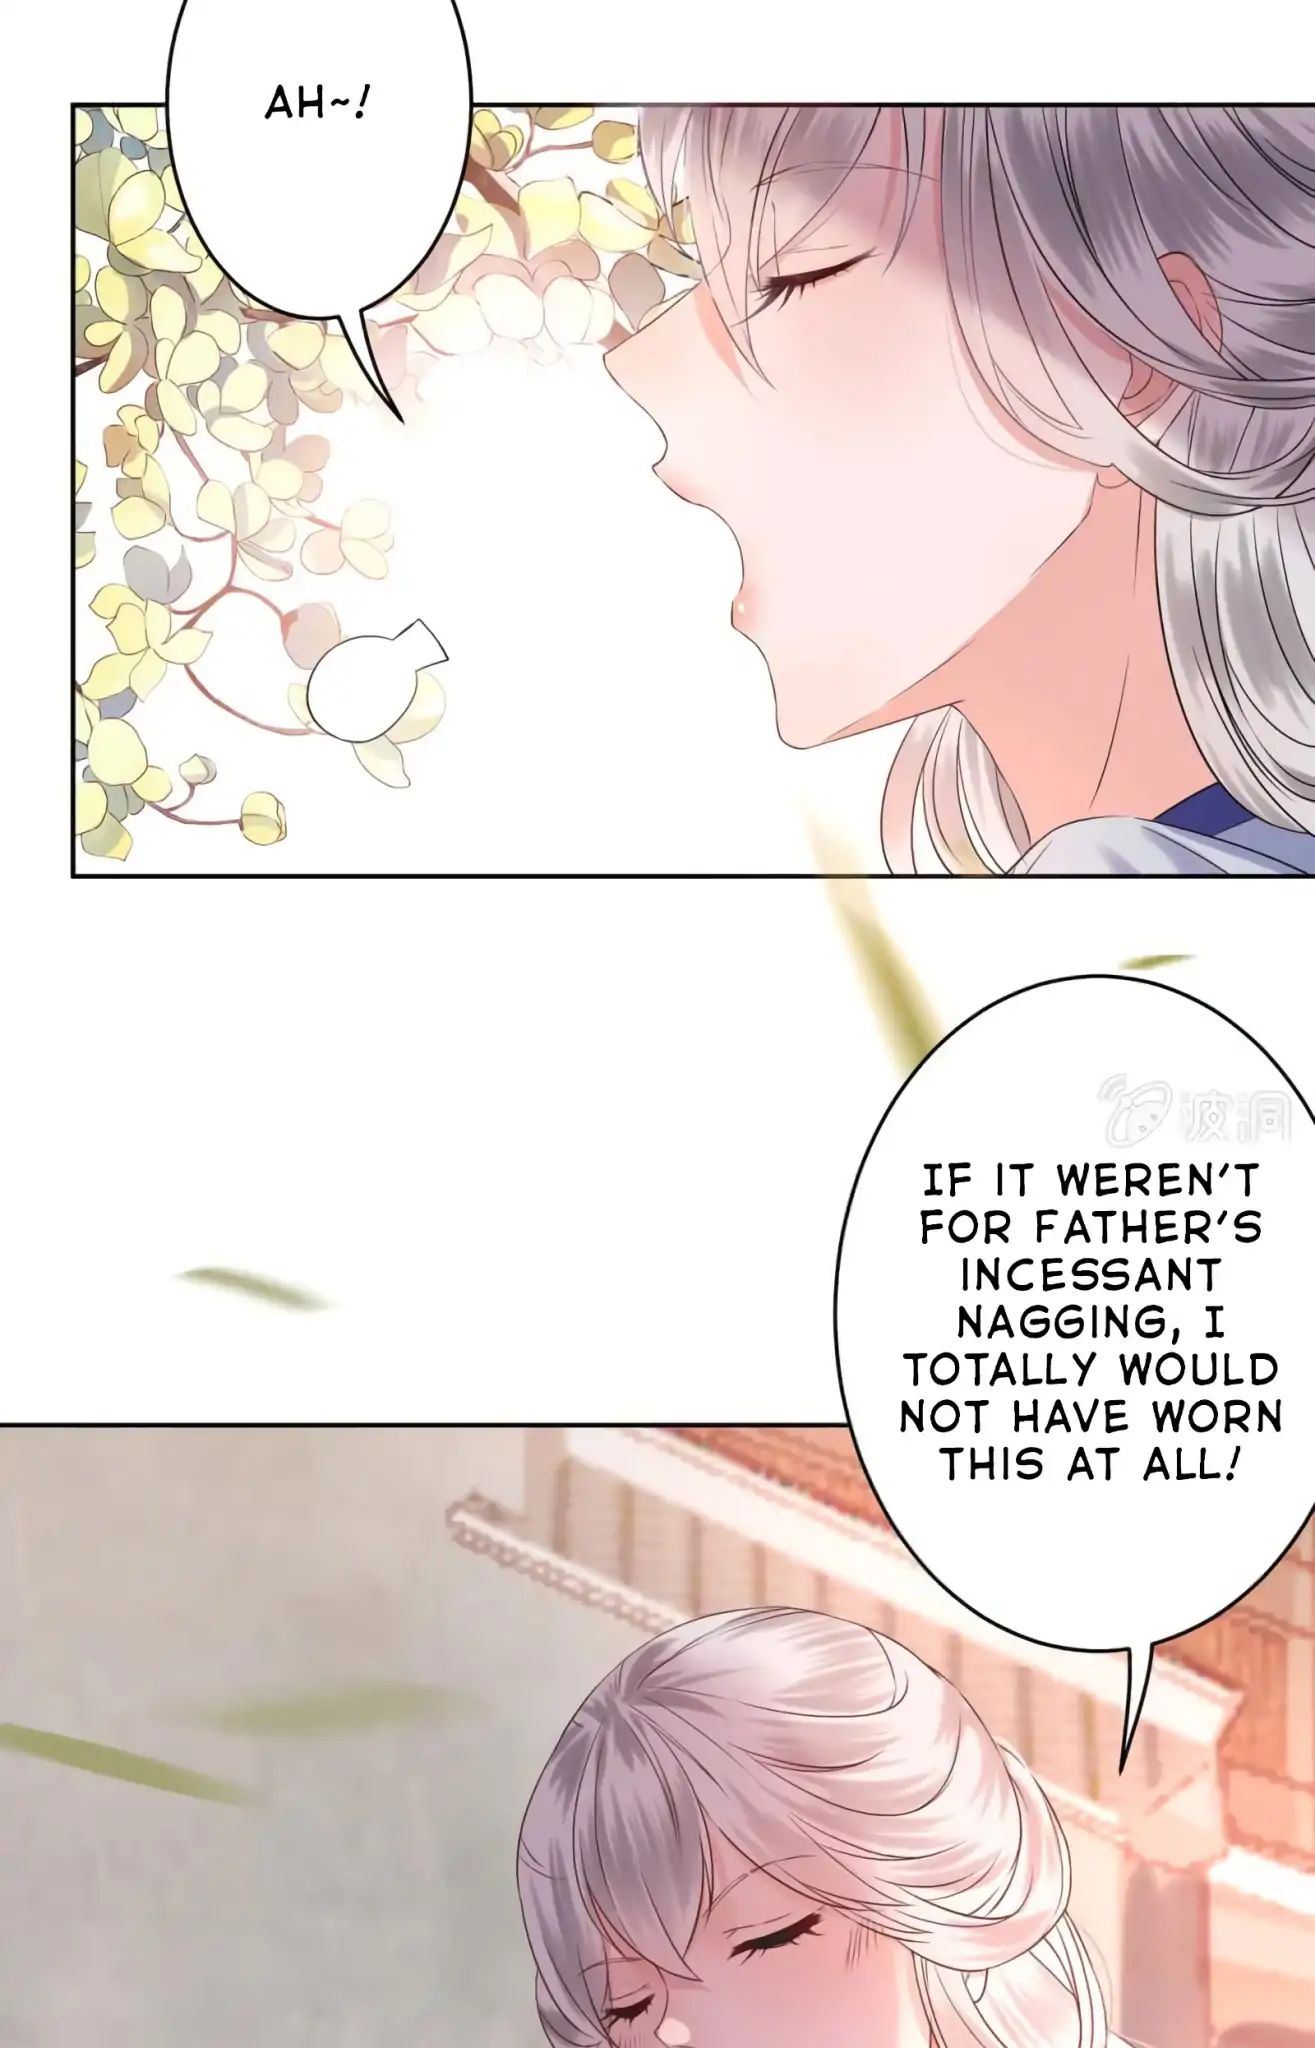 AH~!
波洞
IF IT WEREN'T
FOR FATHER'S
INCESSANT
NAGGING, I
TOTALLY WOULD
NOT HAVE WORN
THIS AT ALL!